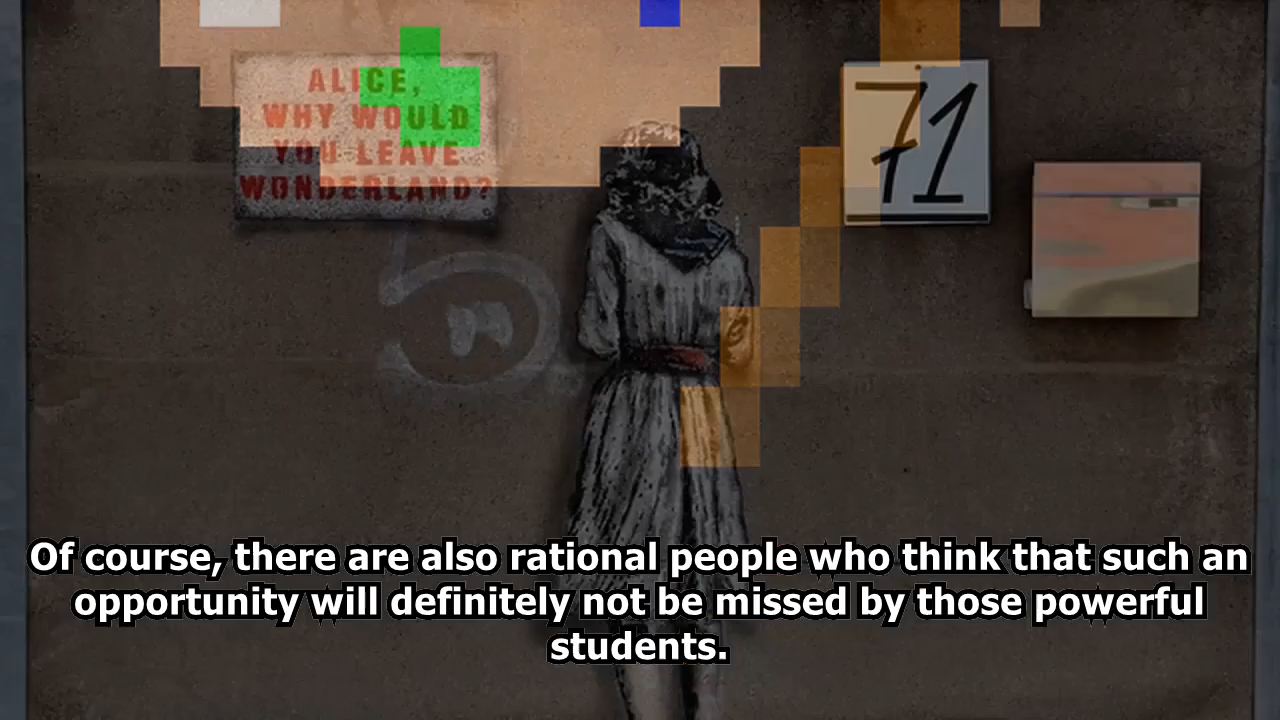 ALICE,
WHY WOULD
YOU LEAVE
WONDERLAND?
71
Of course, there are also rational people who think that such an
opportunity will definitely not be missed by those powerful
students.